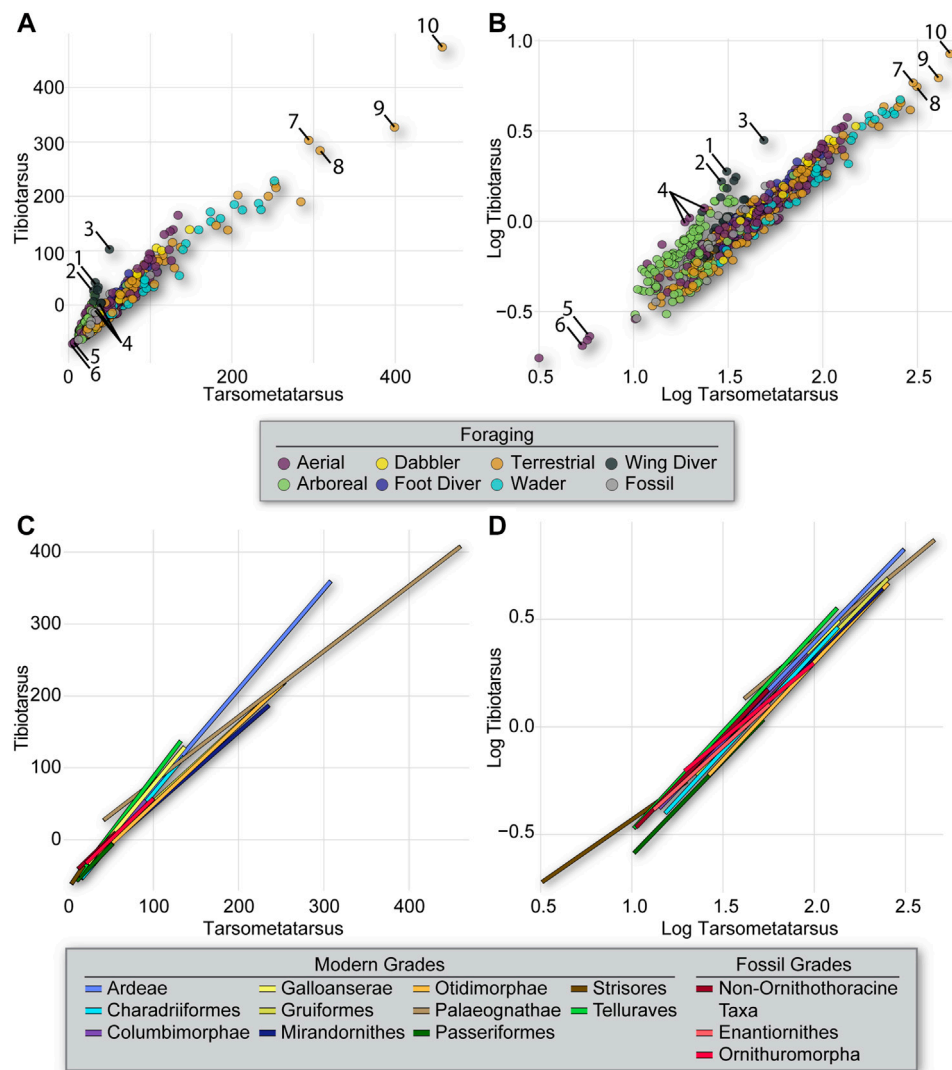 A
B
10
400
300
200
100
0
Tibiotarsus
7
9
8
3
1
2
4
5
6
0
200
400
Tarsometatarsus
1.0
0.5
0.0
−0.5
Log Tibiotarsus
10
9
7
8
3
1
2
4
5
6
0.5
1.0
1.5
2.0
2.5
Log Tarsometatarsus
Foraging
Aerial Dabbler Terrestrial Wing Diver
Arboreal Foot Diver Wader Fossil
C
D
400
300
200
100
0
Tibiotarsus
0
100
200
300
400
Tarsometatarsus
0.5
0.0
−0.5
Log Tibiotarsus
0.5
1.0
1.5
2.0
2.5
Log Tarsometatarsus
Modern Grades
Ardeae Galloanserae Otidimorphae Strisores
Charadriiformes Gruiformes Palaeognathae Telluraves
Columbimorphae Mirandornithes Passeriformes
Fossil Grades
Non-Ornithothoracine
Taxa
Enantiornithes
Ornithuromorpha